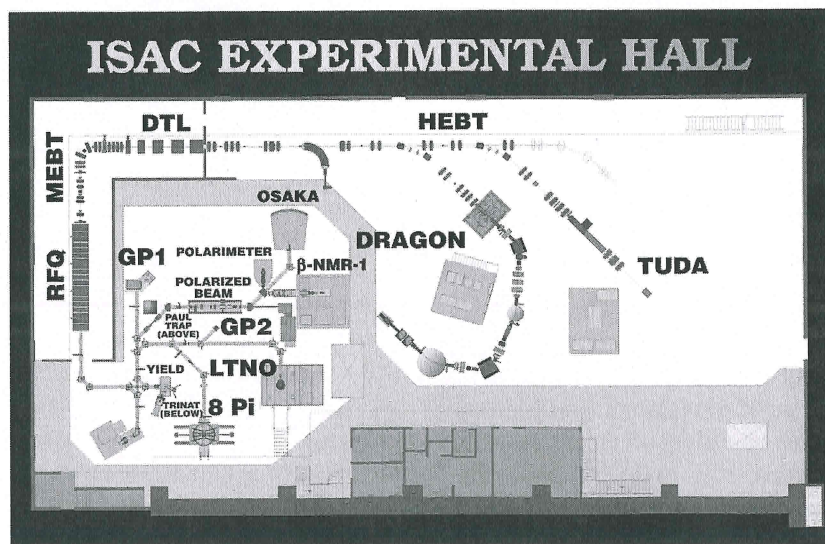 ISAC EXPERIMENTAL HALL
DTL
HEBT
MEBT
RFQ
OSAKA
GP1
POLARIMETER
β-NMR-1
DRAGON
TUDA
POLARIZED
BEAM
PAUL
TRAP
(ABOVE)
GP2
YIELD
LTNO
TRINAT
(BELOW)
8 Pi